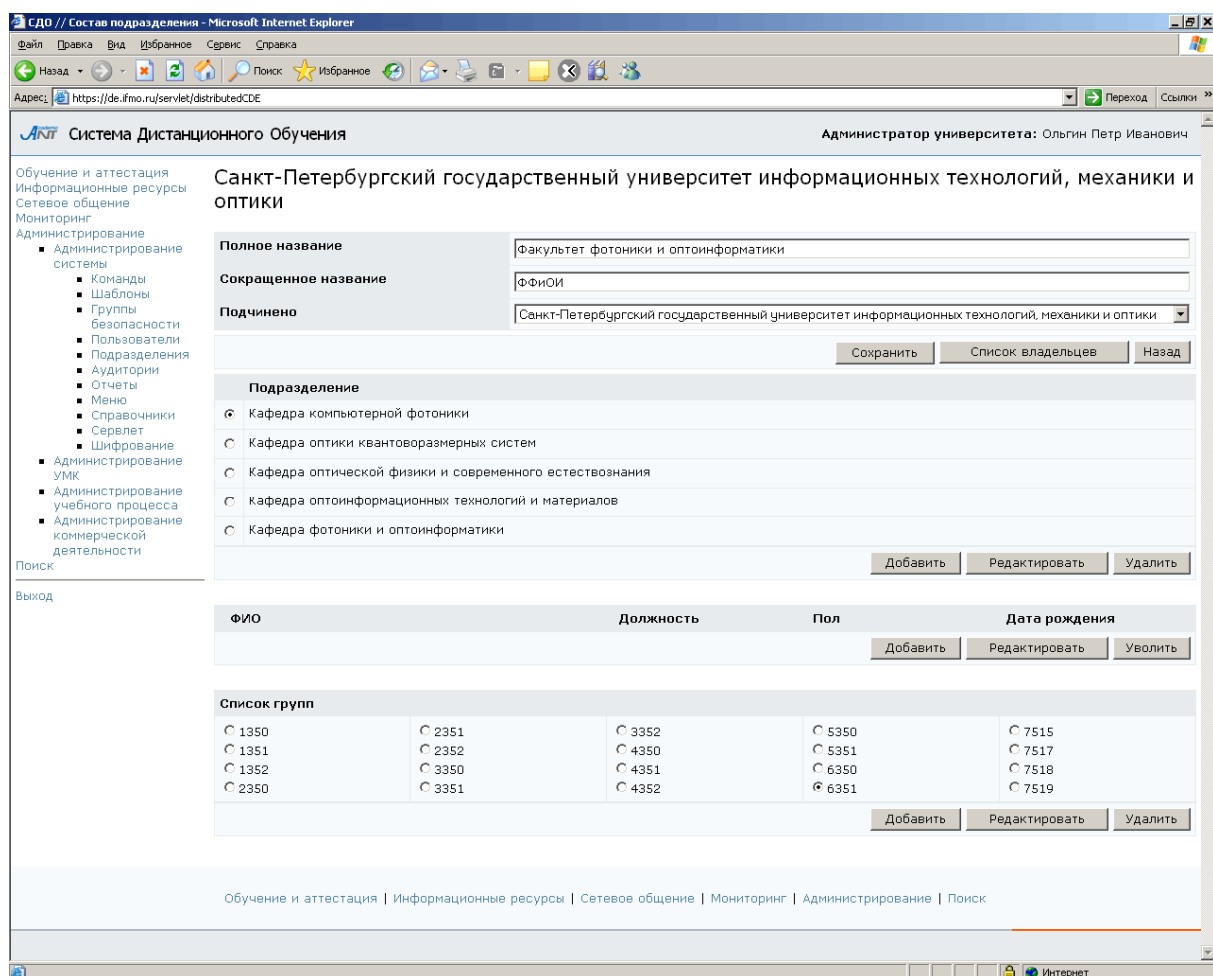 СДО // Состав подразделения - Microsoft Internet Explorer
Файл Правка Вид Избранное Сервис Справка
Назад Поиск Избранное
Адрес: https://de.ifmo.ru/servlet/distributedCDE Переход Ссылки »
Система Дистанционного Обучения Администратор университета: Ольгин Петр Иванович
Обучение и аттестация
Информационные ресурсы
Сетевое общение
Мониторинг
Администрирование
Администрирование
системы
Команды
Шаблоны
Группы
безопасности
Пользователи
Подразделения
Аудитории
Отчеты
Меню
Справочники
Сервлет
Шифрование
Администрирование
УМК
Администрирование
учебного процесса
Администрирование
коммерческой
деятельности
Поиск
Выход
Санкт-Петербургский государственный университет информационных технологий, механики и
оптики
Полное название Факультет фотоники и оптоинформатики
Сокращенное название ФФиОИ
Подчинено Санкт-Петербургский государственный университет информационных технологий, механики и оптики
Сохранить Список владельцев Назад
Подразделение
Кафедра компьютерной фотоники
Кафедра оптики квантоворазмерных систем
Кафедра оптической физики и современного естествознания
Кафедра оптоинформационных технологий и материалов
Кафедра фотоники и оптоинформатики
Добавить Редактировать Удалить
ФИО Должность Пол Дата рождения
Добавить Редактировать Уволить
Список групп
1350 2351 3352 5350 7515
1351 2352 4350 5351 7517
1352 3350 4351 6350 7518
2350 3351 4352 6351 7519
Добавить Редактировать Удалить
Обучение и аттестация | Информационные ресурсы | Сетевое общение | Мониторинг | Администрирование | Поиск
Интернет